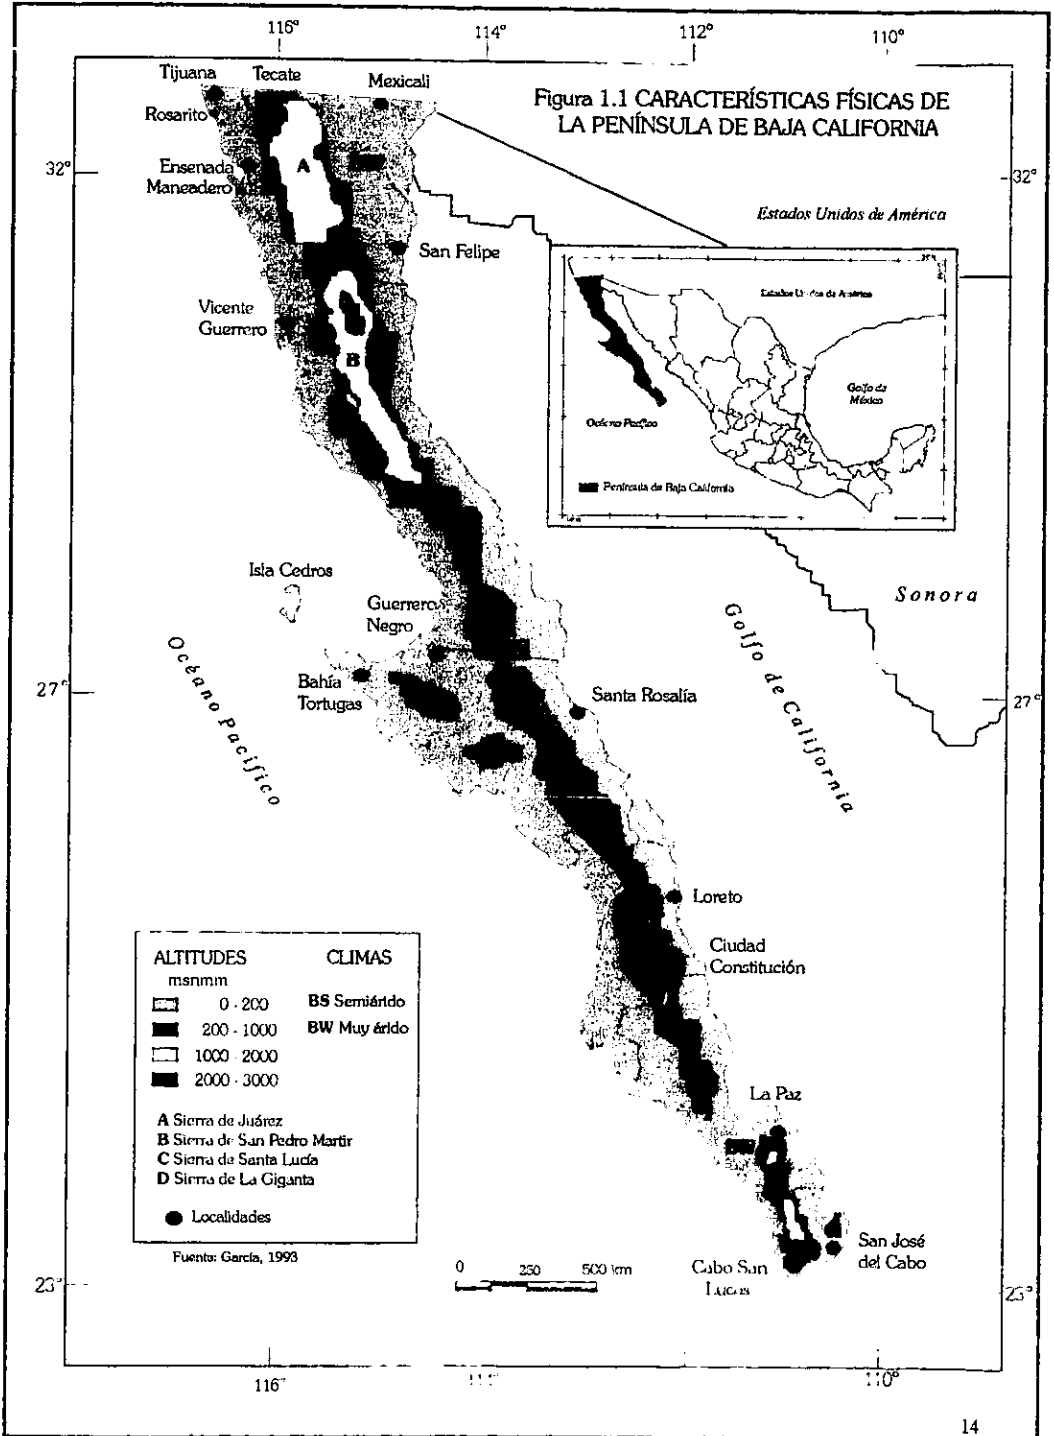 116° 114° 112° 110°
Figura 1.1 CARACTERÍSTICAS FÍSICAS DE
LA PENÍNSULA DE BAJA CALIFORNIA
Tijuana Tecate Mexicali
Rosarito
32° 32°
A
Ensenada
Maneadero
Estados Unidos de América
San Felipe
Vicente
Guerrero
B
Estados Unidos de América
Golfo de
México
Océano Pacífico
Península de Baja California
Isla Cedros
Guerrero
Negro
Sonora
Golfo de California
Océano Pacífico
27° 27°
Bahía
Tortugas
Santa Rosalía
Loreto
Ciudad
Constitución
ALTITUDES CLIMAS
msnmm
0 - 200 BS Semiárido
200 - 1000 BW Muy árido
1000 - 2000
2000 - 3000
A Sierra de Juárez
B Sierra de San Pedro Martir
C Sierra de Santa Lucía
D Sierra de La Giganta
Localidades
Fuente: García, 1993
La Paz
San José
del Cabo
Cabo San
Lucas
0 250 500 km
23° 23°
116° 110°
14